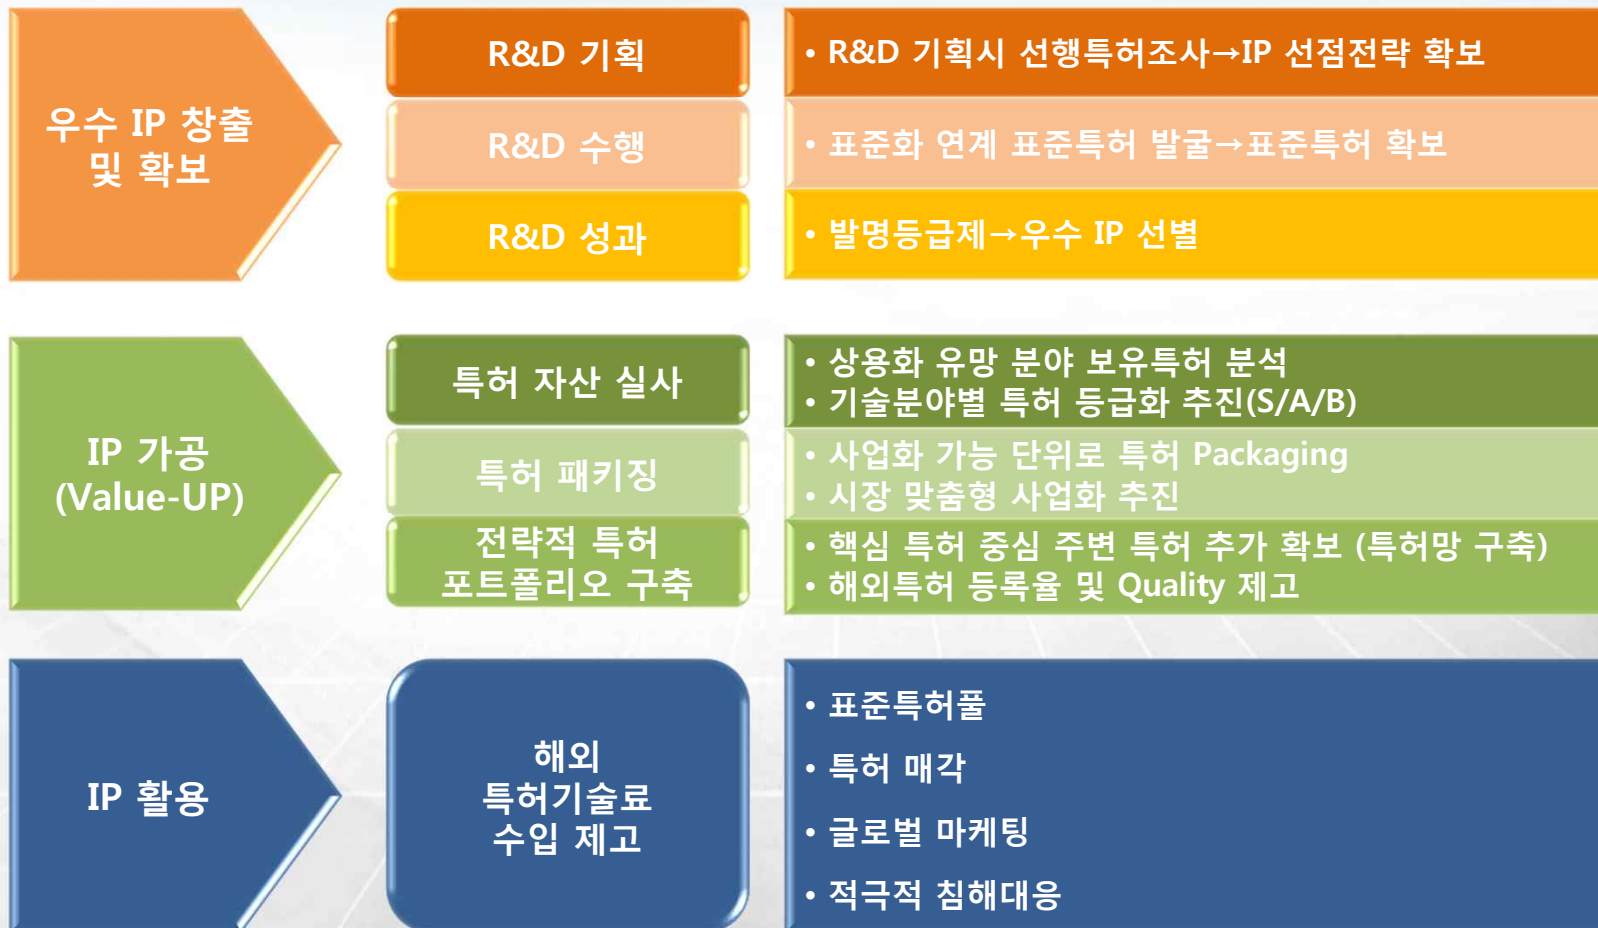 우수 IP 창출
및 확보
R&D 기획
• R&D 기획시 선행특허조사→IP 선점전략 확보
R&D 수행
• 표준화 연계 표준특허 발굴→표준특허 확보
R&D 성과
• 발명등급제→우수 IP 선별
IP 가공
(Value-UP)
특허 자산 실사
• 상용화 유망 분야 보유특허 분석
• 기술분야별 특허 등급화 추진(S/A/B)
특허 패키징
• 사업화 가능 단위로 특허 Packaging
• 시장 맞춤형 사업화 추진
전략적 특허
포트폴리오 구축
• 핵심 특허 중심 주변 특허 추가 확보 (특허망 구축)
• 해외특허 등록율 및 Quality 제고
IP 활용
해외
특허기술료
수입 제고
• 표준특허풀
• 특허 매각
• 글로벌 마케팅
• 적극적 침해대응